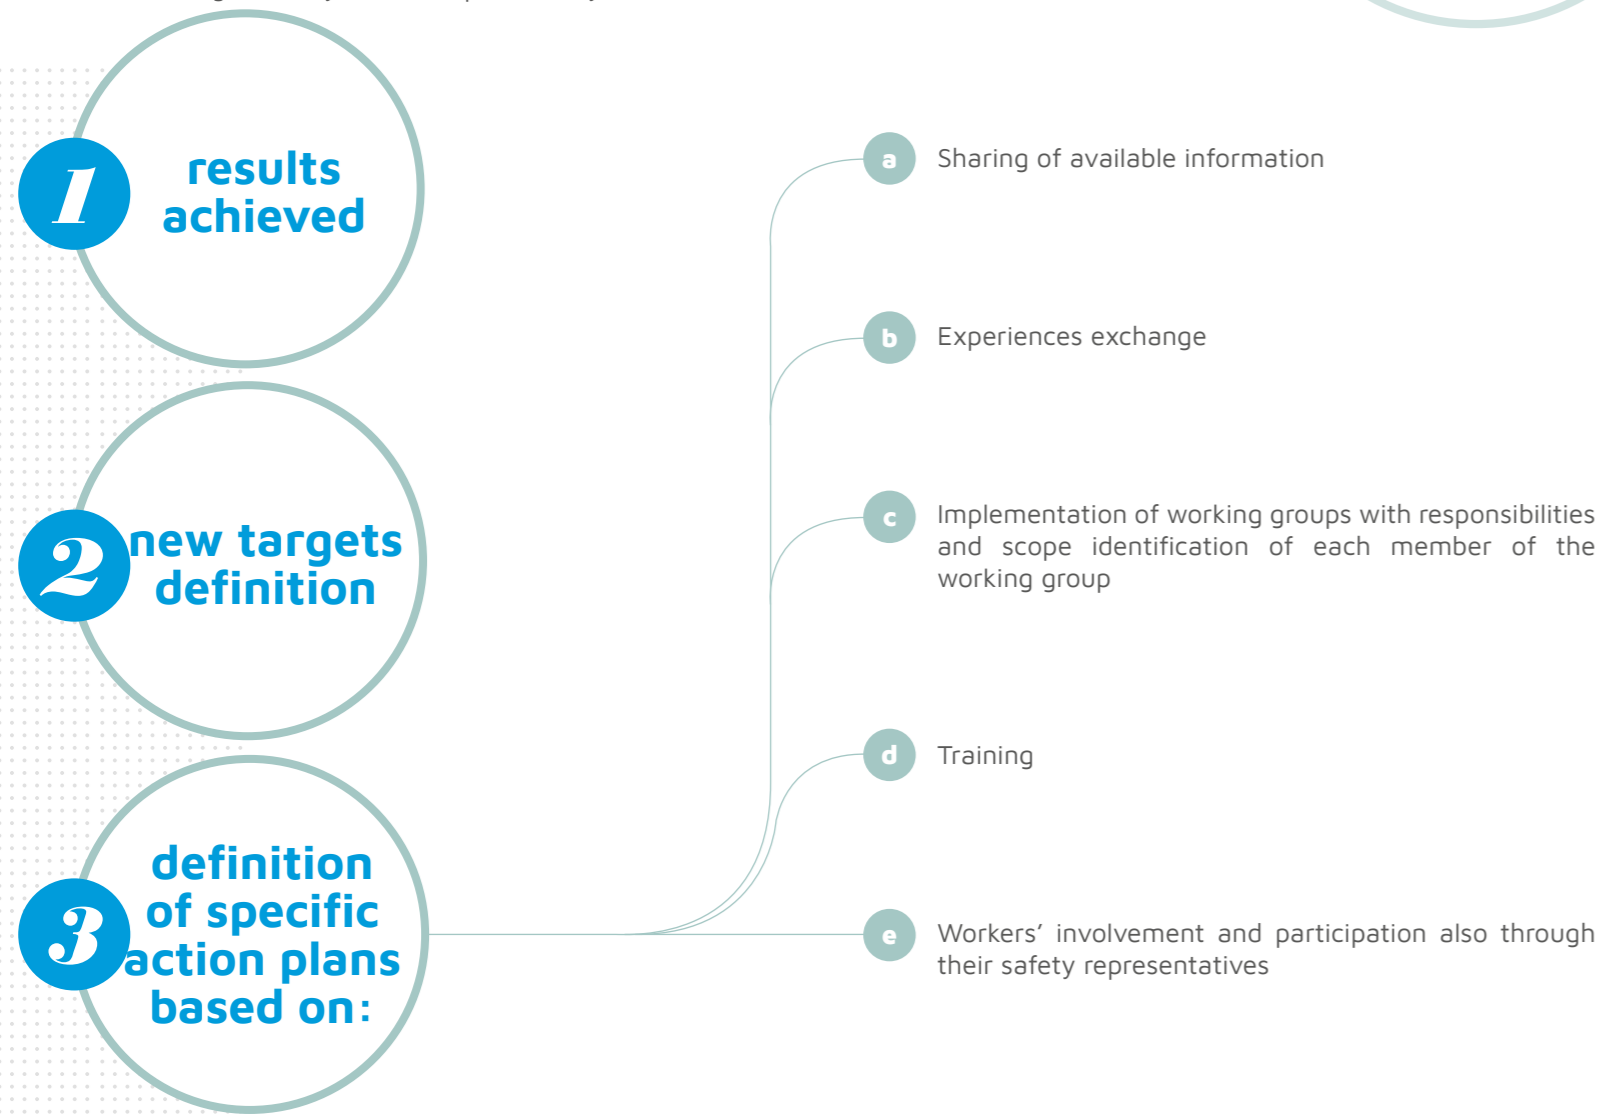 1
results
achieved
2
new targets
definition
3
definition
of specific
action plans
based on:
a
Sharing of available information
b
Experiences exchange
c
Implementation of working groups with responsibilities
and scope identification of each member of the
working group
d
Training
e
Workers’ involvement and participation also through
their safety representatives